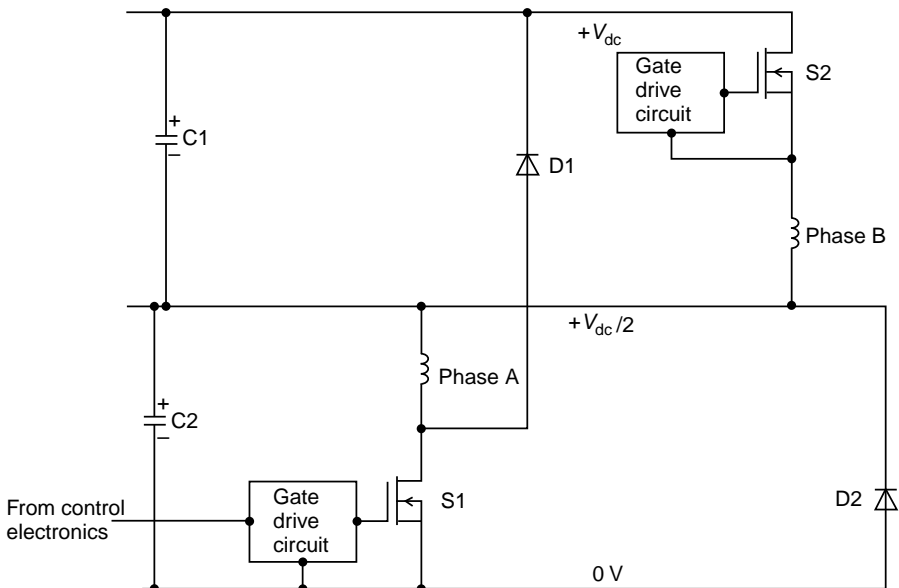 +V_dc
Gate
drive
circuit
S2
+
C1
–
D1
Phase B
+V_dc/2
Phase A
+
C2
–
From control
electronics
Gate
drive
circuit
S1
D2
0 V